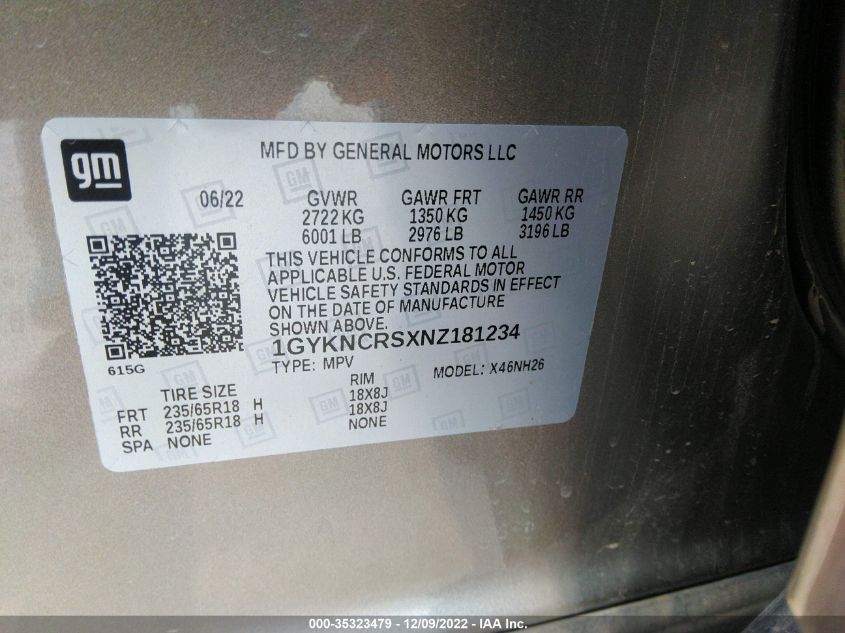 gm
MFD BY GENERAL MOTORS LLC
06/22 GVWR GAWR FRT GAWR RR
2722 KG 1350 KG 1450 KG
6001 LB 2976 LB 3196 LB
THIS VEHICLE CONFORMS TO ALL
APPLICABLE U.S. FEDERAL MOTOR
VEHICLE SAFETY STANDARDS IN EFFECT
ON THE DATE OF MANUFACTURE
SHOWN ABOVE.
1GYKNCRSXNZ181234
615G
TYPE: MPV MODEL: X46NH26
TIRE SIZE RIM
FRT 235/65R18 H 18X8J
RR 235/65R18 H 18X8J
SPA NONE NONE
000-35323479 - 12/09/2022 - IAA Inc.